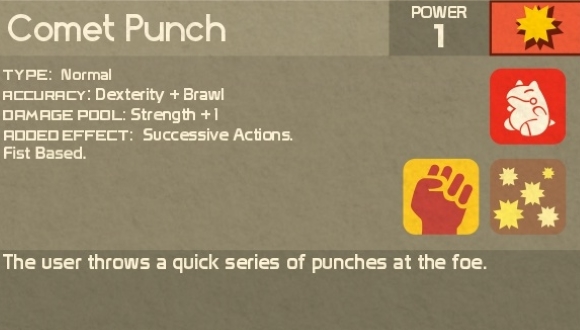 Comet Punch
POWER
1
TYPE: Normal
ACCURACY: Dexterity + Brawl
DAMAGE POOL: Strength +1
ADDED EFFECT: Successive Actions.
Fist Based.
The user throws a quick series of punches at the foe.